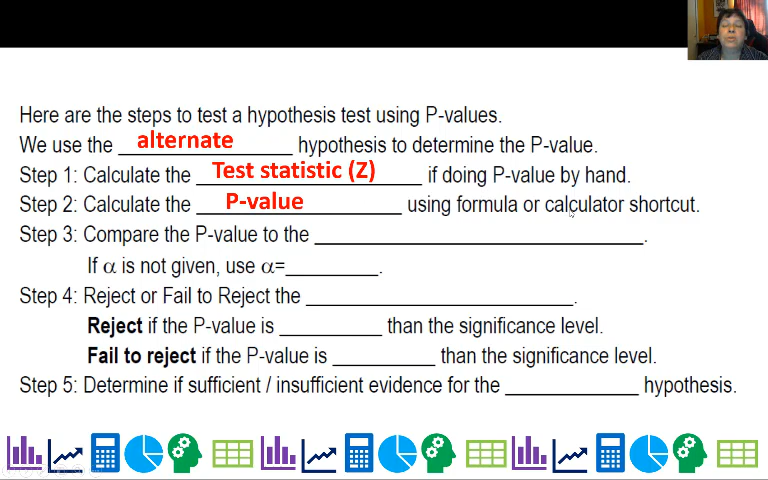 Here are the steps to test a hypothesis test using P-values.
We use the alternate hypothesis to determine the P-value.
Step 1: Calculate the Test statistic (Z) if doing P-value by hand.
Step 2: Calculate the P-value using formula or calculator shortcut.
Step 3: Compare the P-value to the ______________________________.
If α is not given, use α=_________.
Step 4: Reject or Fail to Reject the _________________________.
Reject if the P-value is __________ than the significance level.
Fail to reject if the P-value is __________ than the significance level.
Step 5: Determine if sufficient / insufficient evidence for the _____________ hypothesis.